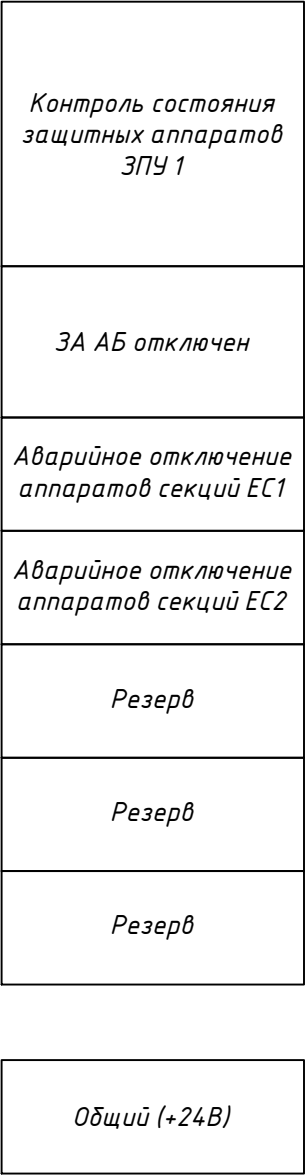 Контроль состояния
защитных аппаратов
ЗПУ 1
ЗА АБ отключен
Аварийное отключение
аппаратов секций ЕС1
Аварийное отключение
аппаратов секций ЕС2
Резерв
Резерв
Резерв
Общий (+24В)